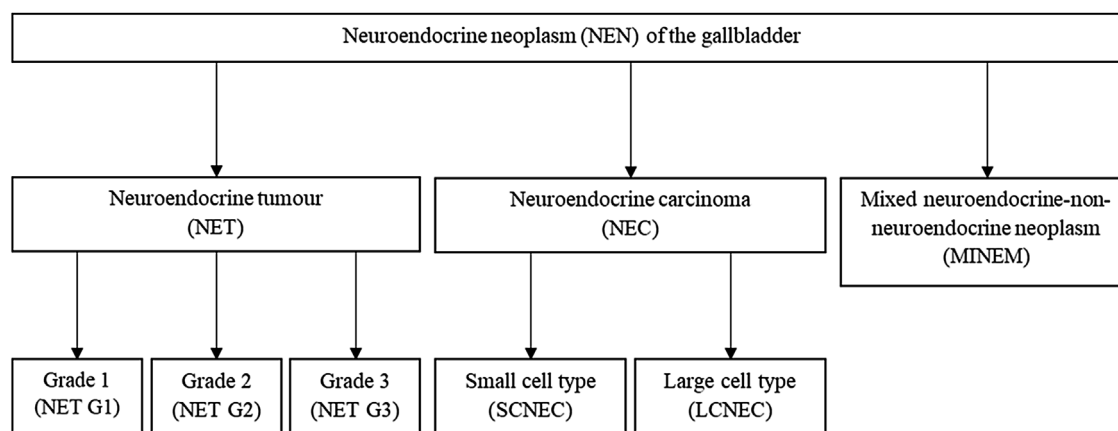 Neuroendocrine neoplasm (NEN) of the gallbladder
Neuroendocrine tumour
(NET)
Neuroendocrine carcinoma
(NEC)
Mixed neuroendocrine-non-
neuroendocrine neoplasm
(MINEM)
Grade 1
(NET G1)
Grade 2
(NET G2)
Grade 3
(NET G3)
Small cell type
(SCNEC)
Large cell type
(LCNEC)